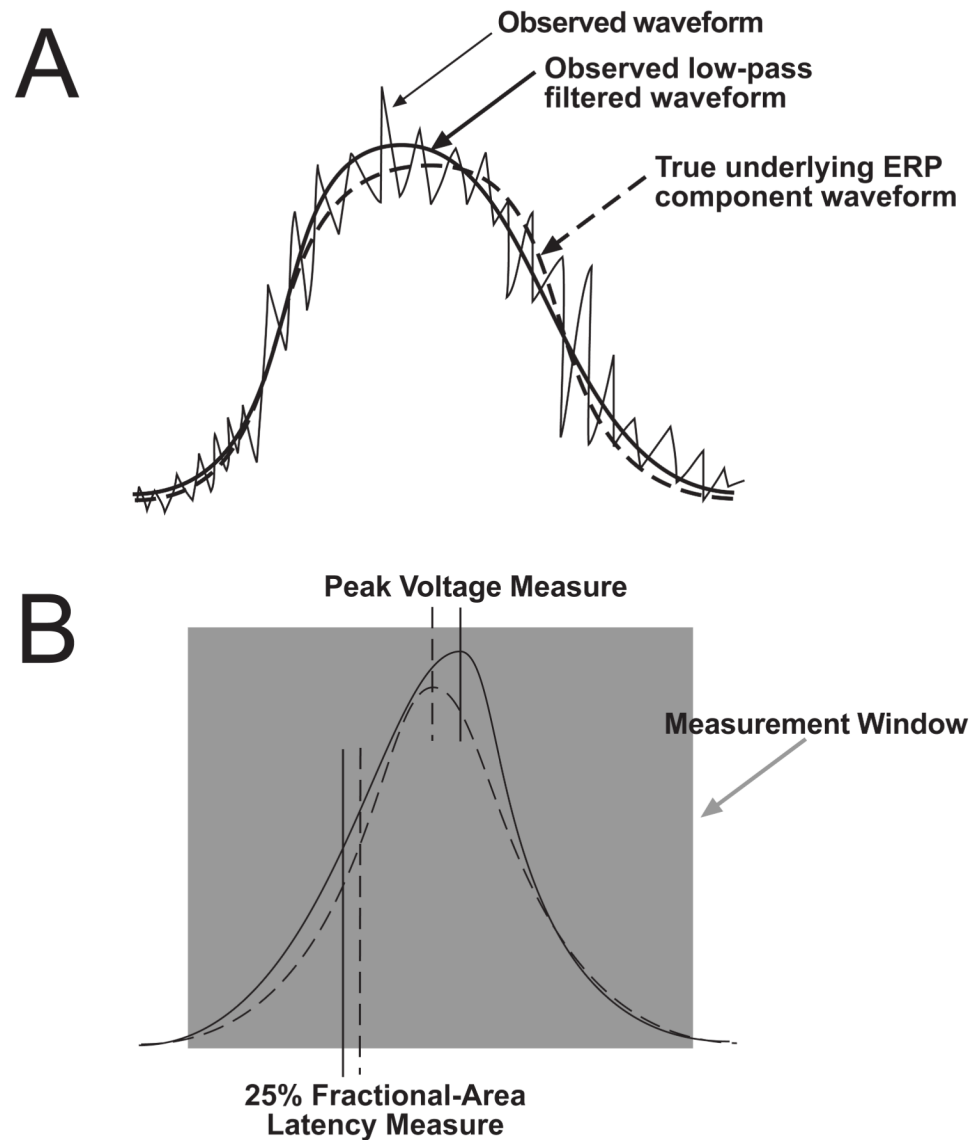 A
Observed waveform
Observed low-pass
filtered waveform
True underlying ERP
component waveform
B
Peak Voltage Measure
Measurement Window
25% Fractional-Area
Latency Measure